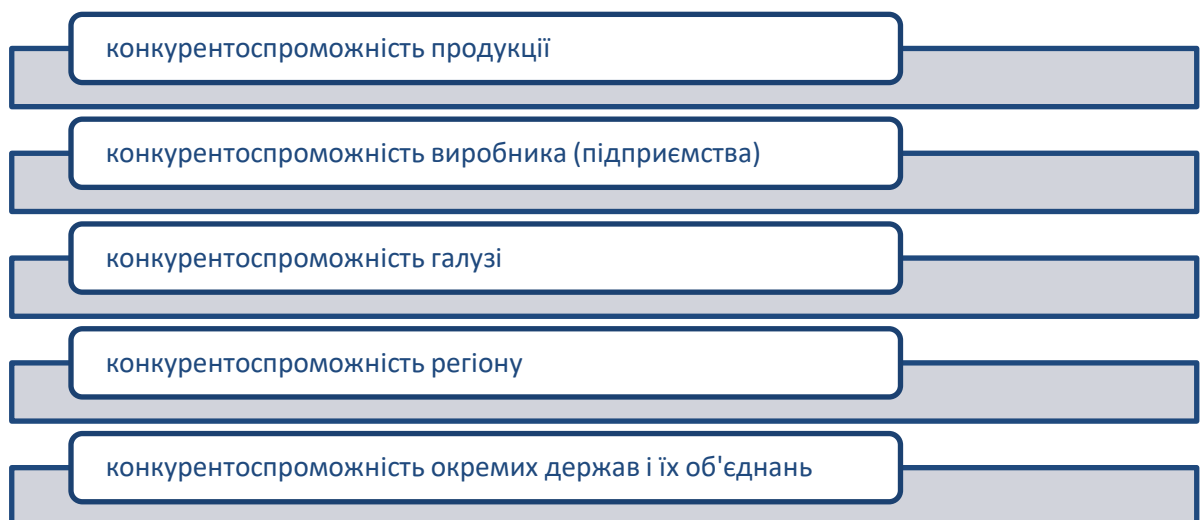 конкурентоспроможність продукції
конкурентоспроможність виробника (підприємства)
конкурентоспроможність галузі
конкурентоспроможність регіону
конкурентоспроможність окремих держав і їх об'єднань